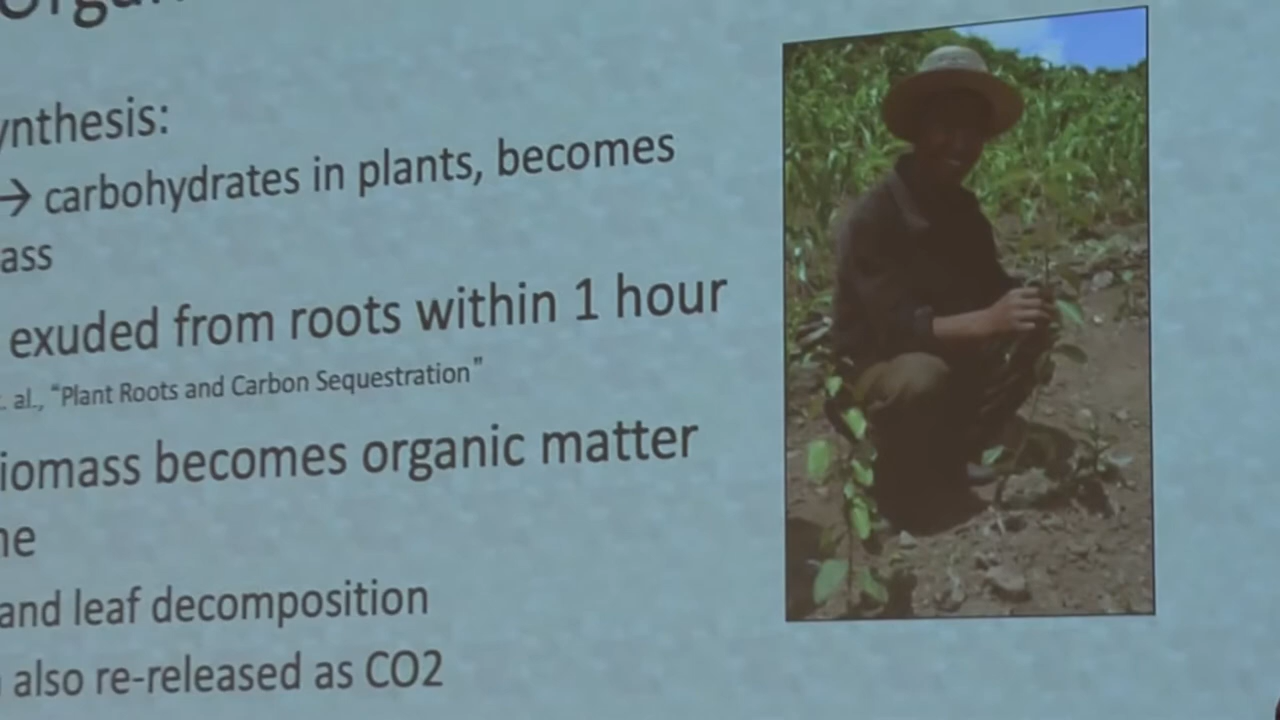 Orga
ynthesis:
→ carbohydrates in plants, becomes
ass
exuded from roots within 1 hour
. al., “Plant Roots and Carbon Sequestration”
iomass becomes organic matter
ne
and leaf decomposition
also re-released as CO2